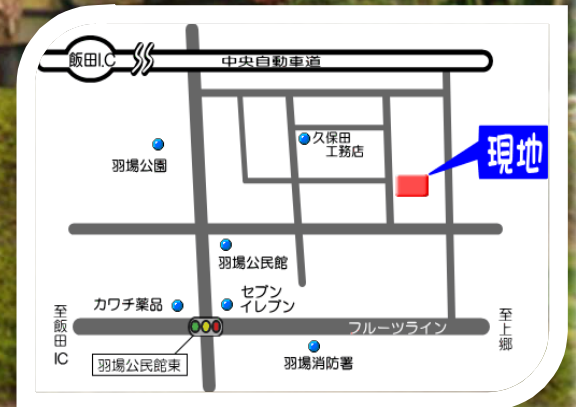 飯田I.C
中央自動車道
久保田
工務店
現地
羽場公園
羽場公民館
セブン
イレブン
カワチ薬品
至飯田IC
フルーツライン
至上郷
羽場公民館東
羽場消防署